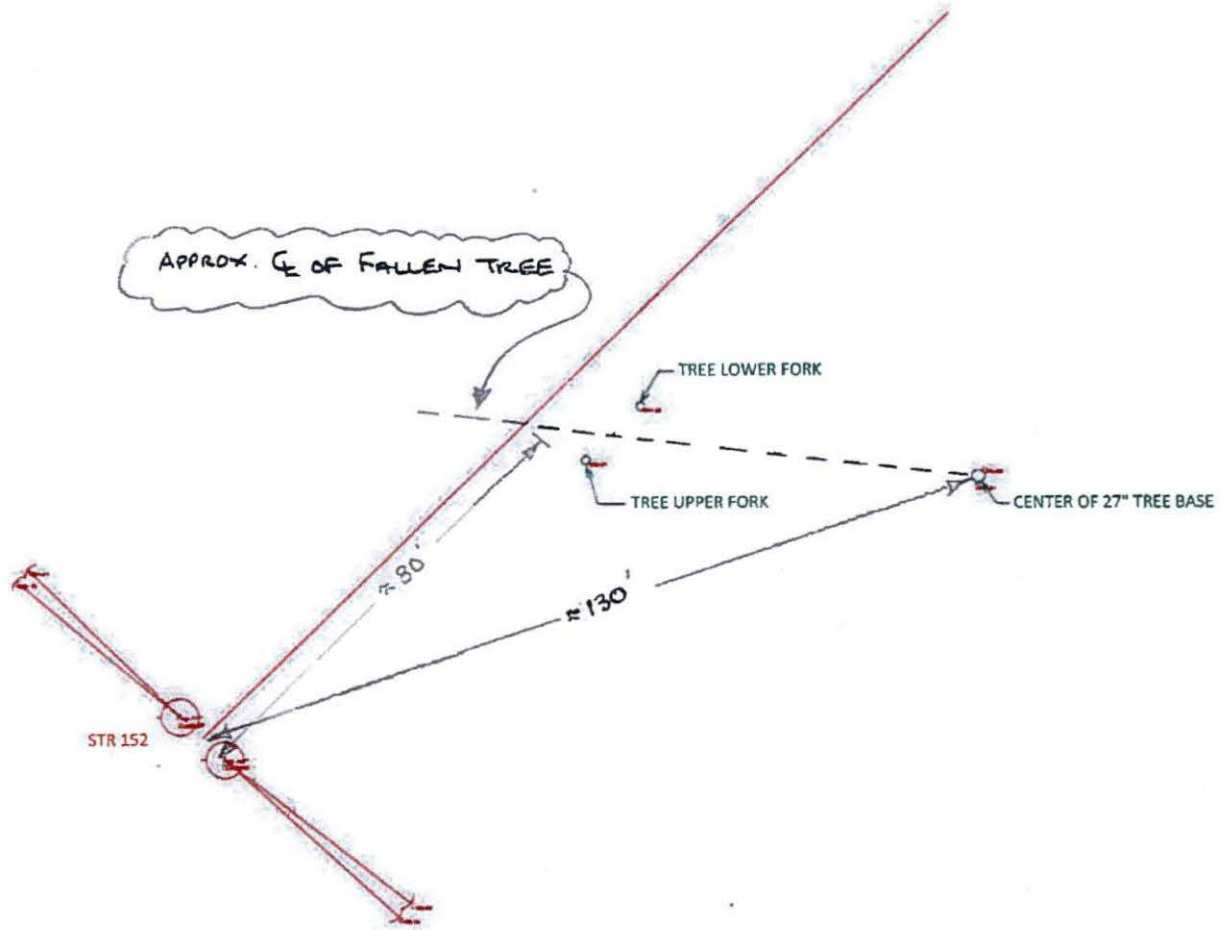 APPROX. ℄ OF FALLEN TREE
TREE LOWER FORK
TREE UPPER FORK
CENTER OF 27" TREE BASE
≈80'
≈130'
STR 152